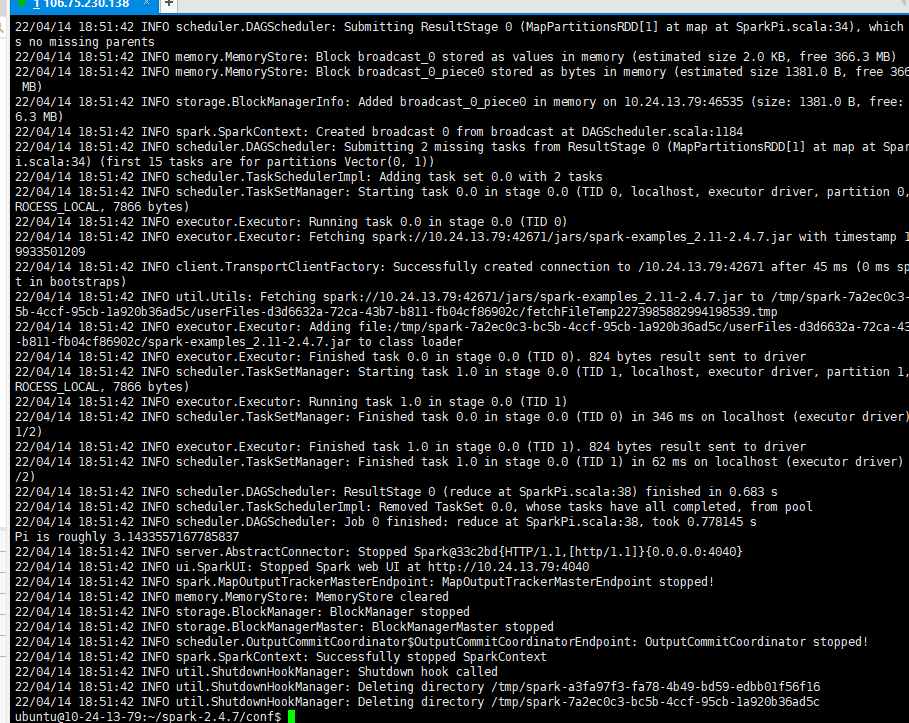 1 106.75.230.138 × +
22/04/14 18:51:42 INFO scheduler.DAGScheduler: Submitting ResultStage 0 (MapPartitionsRDD[1] at map at SparkPi.scala:34), which
s no missing parents
22/04/14 18:51:42 INFO memory.MemoryStore: Block broadcast_0 stored as values in memory (estimated size 2.0 KB, free 366.3 MB)
22/04/14 18:51:42 INFO memory.MemoryStore: Block broadcast_0_piece0 stored as bytes in memory (estimated size 1381.0 B, free 366
MB)
22/04/14 18:51:42 INFO storage.BlockManagerInfo: Added broadcast_0_piece0 in memory on 10.24.13.79:46535 (size: 1381.0 B, free:
6.3 MB)
22/04/14 18:51:42 INFO spark.SparkContext: Created broadcast 0 from broadcast at DAGScheduler.scala:1184
22/04/14 18:51:42 INFO scheduler.DAGScheduler: Submitting 2 missing tasks from ResultStage 0 (MapPartitionsRDD[1] at map at Spar
i.scala:34) (first 15 tasks are for partitions Vector(0, 1))
22/04/14 18:51:42 INFO scheduler.TaskSchedulerImpl: Adding task set 0.0 with 2 tasks
22/04/14 18:51:42 INFO scheduler.TaskSetManager: Starting task 0.0 in stage 0.0 (TID 0, localhost, executor driver, partition 0,
ROCESS_LOCAL, 7866 bytes)
22/04/14 18:51:42 INFO executor.Executor: Running task 0.0 in stage 0.0 (TID 0)
22/04/14 18:51:42 INFO executor.Executor: Fetching spark://10.24.13.79:42671/jars/spark-examples_2.11-2.4.7.jar with timestamp 1
9933501209
22/04/14 18:51:42 INFO client.TransportClientFactory: Successfully created connection to /10.24.13.79:42671 after 45 ms (0 ms sp
t in bootstraps)
22/04/14 18:51:42 INFO util.Utils: Fetching spark://10.24.13.79:42671/jars/spark-examples_2.11-2.4.7.jar to /tmp/spark-7a2ec0c3-
5b-4ccf-95cb-1a920b36ad5c/userFiles-d3d6632a-72ca-43b7-b811-fb04cf86902c/fetchFileTemp2273985882994198539.tmp
22/04/14 18:51:42 INFO executor.Executor: Adding file:/tmp/spark-7a2ec0c3-bc5b-4ccf-95cb-1a920b36ad5c/userFiles-d3d6632a-72ca-43
-b811-fb04cf86902c/spark-examples_2.11-2.4.7.jar to class loader
22/04/14 18:51:42 INFO executor.Executor: Finished task 0.0 in stage 0.0 (TID 0). 824 bytes result sent to driver
22/04/14 18:51:42 INFO scheduler.TaskSetManager: Starting task 1.0 in stage 0.0 (TID 1, localhost, executor driver, partition 1,
ROCESS_LOCAL, 7866 bytes)
22/04/14 18:51:42 INFO executor.Executor: Running task 1.0 in stage 0.0 (TID 1)
22/04/14 18:51:42 INFO scheduler.TaskSetManager: Finished task 0.0 in stage 0.0 (TID 0) in 346 ms on localhost (executor driver)
1/2)
22/04/14 18:51:42 INFO executor.Executor: Finished task 1.0 in stage 0.0 (TID 1). 824 bytes result sent to driver
22/04/14 18:51:42 INFO scheduler.TaskSetManager: Finished task 1.0 in stage 0.0 (TID 1) in 62 ms on localhost (executor driver)
/2)
22/04/14 18:51:42 INFO scheduler.DAGScheduler: ResultStage 0 (reduce at SparkPi.scala:38) finished in 0.683 s
22/04/14 18:51:42 INFO scheduler.TaskSchedulerImpl: Removed TaskSet 0.0, whose tasks have all completed, from pool
22/04/14 18:51:42 INFO scheduler.DAGScheduler: Job 0 finished: reduce at SparkPi.scala:38, took 0.778145 s
Pi is roughly 3.1433557167785837
22/04/14 18:51:42 INFO server.AbstractConnector: Stopped Spark@33c2bd{HTTP/1.1,[http/1.1]}{0.0.0.0:4040}
22/04/14 18:51:42 INFO ui.SparkUI: Stopped Spark web UI at http://10.24.13.79:4040
22/04/14 18:51:42 INFO spark.MapOutputTrackerMasterEndpoint: MapOutputTrackerMasterEndpoint stopped!
22/04/14 18:51:42 INFO memory.MemoryStore: MemoryStore cleared
22/04/14 18:51:42 INFO storage.BlockManager: BlockManager stopped
22/04/14 18:51:42 INFO storage.BlockManagerMaster: BlockManagerMaster stopped
22/04/14 18:51:42 INFO scheduler.OutputCommitCoordinator$OutputCommitCoordinatorEndpoint: OutputCommitCoordinator stopped!
22/04/14 18:51:42 INFO spark.SparkContext: Successfully stopped SparkContext
22/04/14 18:51:42 INFO util.ShutdownHookManager: Shutdown hook called
22/04/14 18:51:42 INFO util.ShutdownHookManager: Deleting directory /tmp/spark-a3fa97f3-fa78-4b49-bd59-edbb01f56f16
22/04/14 18:51:42 INFO util.ShutdownHookManager: Deleting directory /tmp/spark-7a2ec0c3-bc5b-4ccf-95cb-1a920b36ad5c
ubuntu@10-24-13-79:~/spark-2.4.7/conf$